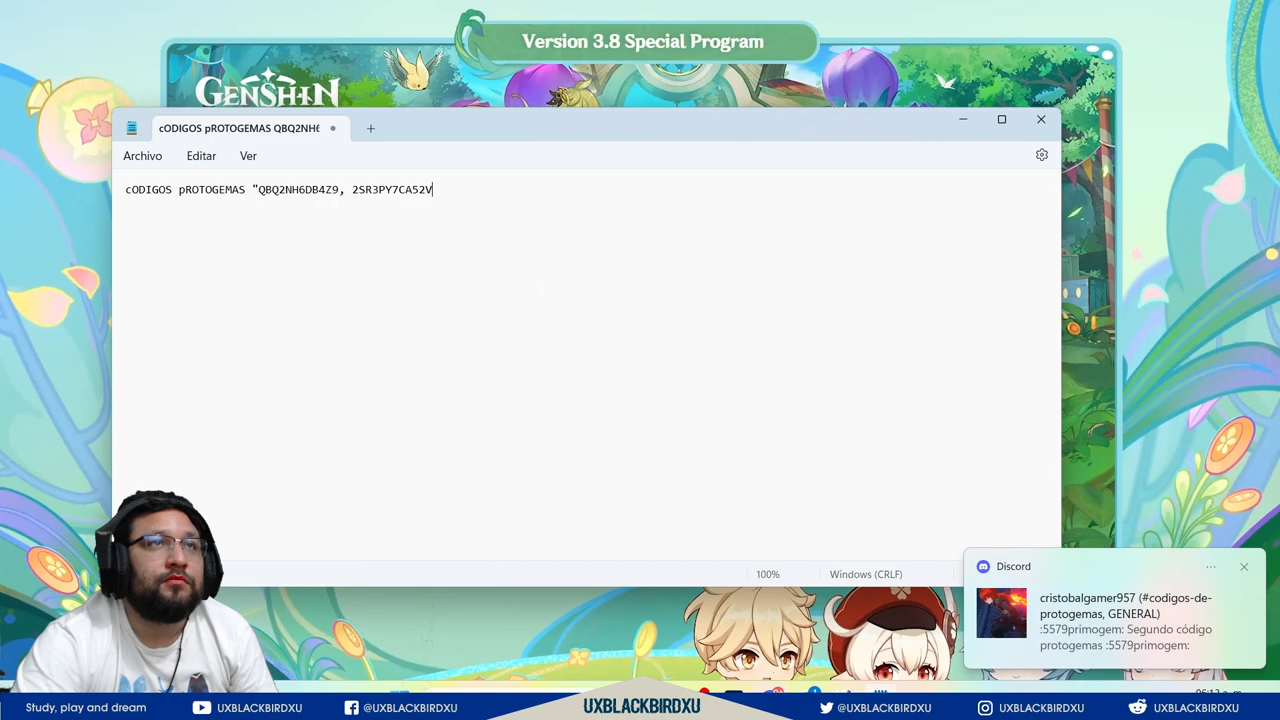 Version 3.8 Special Program
GENSHIN
cODIGOS pROTOGEMAS QBQ2NH6
Archivo Editar Ver
cODIGOS pROTOGEMAS "QBQ2NH6DB4Z9, 2SR3PY7CA52V
100% Windows (CRLF)
Discord
cristobalgamer957 (#codigos-de-
protogemas, GENERAL)
:5579primogem: Segundo código
protogemas :5579primogem:
Study, play and dream UXBLACKBIRDXU @UXBLACKBIRDXU UXBLACKBIRDXU @UXBLACKBIRDXU UXBLACKBIRDXU UXBLACKBIRDXU